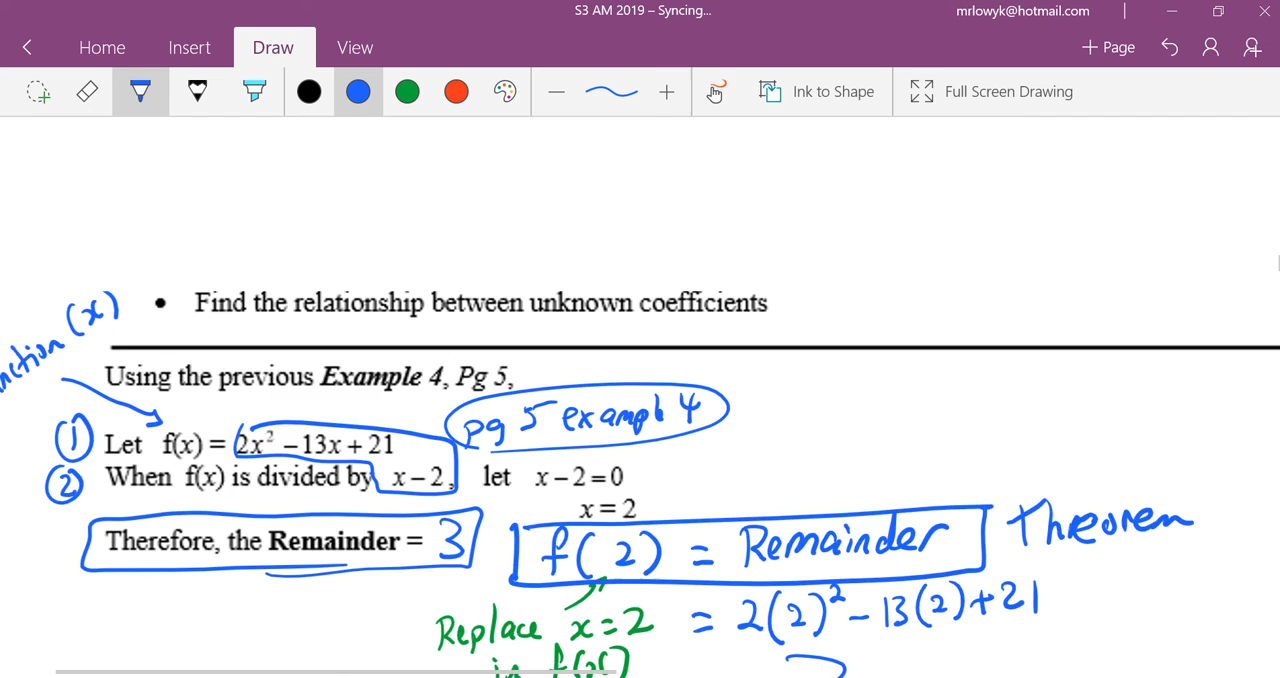 S3 AM 2019 – Syncing...
mrlowyk@hotmail.com
Home Insert Draw View
Page
Ink to Shape
Full Screen Drawing
(x)
• Find the relationship between unknown coefficients
Using the previous Example 4, Pg 5,
pg 5 example 4
① Let f(x) = 2x² – 13x + 21
② When f(x) is divided by x – 2, let x – 2 = 0
x = 2
Therefore, the Remainder = 3
f(2) = Remainder Theorem
Replace x = 2 = 2(2)² – 13(2) + 21
in f(x)